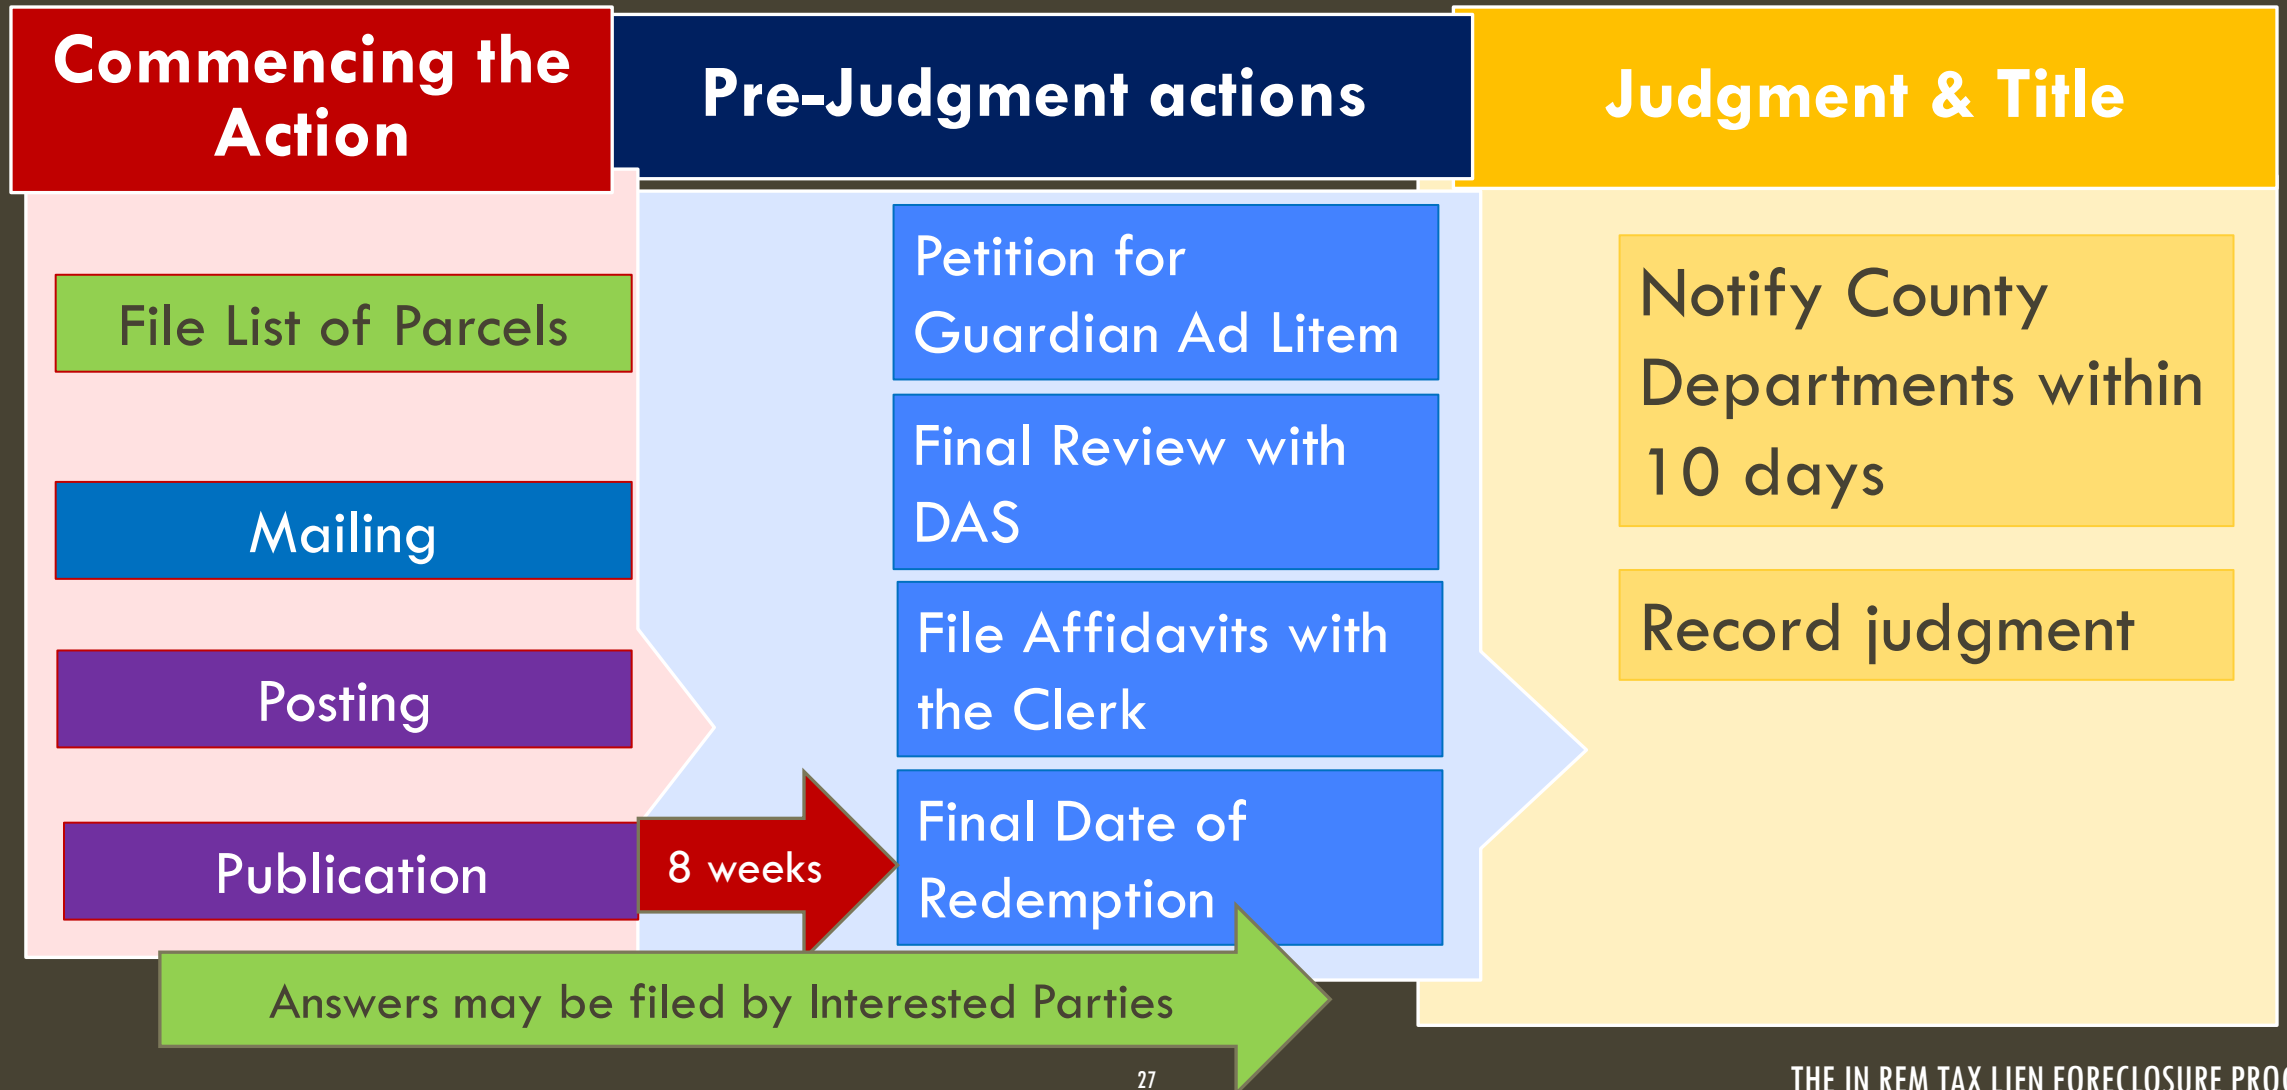 Commencing the
Action
Pre-Judgment actions
Judgment & Title
File List of Parcels
Mailing
Posting
Publication
8 weeks
Petition for
Guardian Ad Litem
Final Review with
DAS
File Affidavits with
the Clerk
Final Date of
Redemption
Answers may be filed by Interested Parties
Notify County
Departments within
10 days
Record judgment
27
THE IN REM TAX LIEN FORECLOSURE